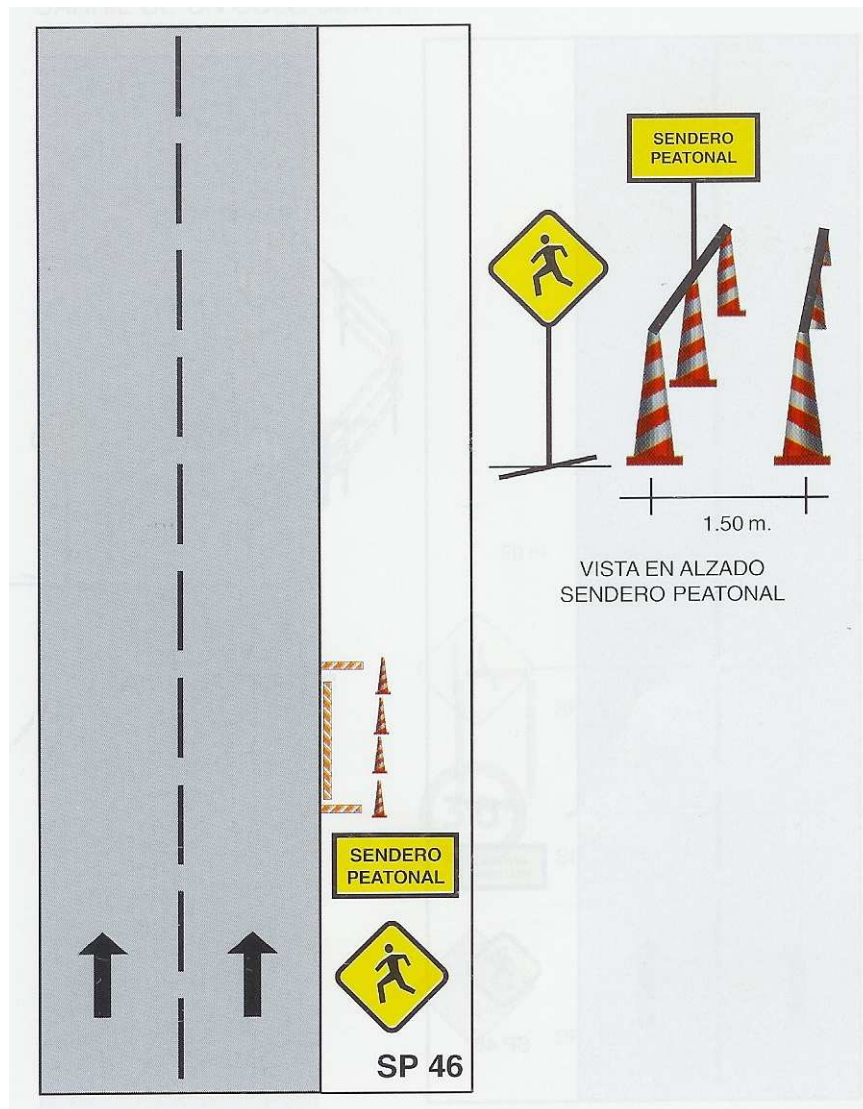 SENDERO
PEATONAL
1.50 m.
VISTA EN ALZADO
SENDERO PEATONAL
SENDERO
PEATONAL
SP 46